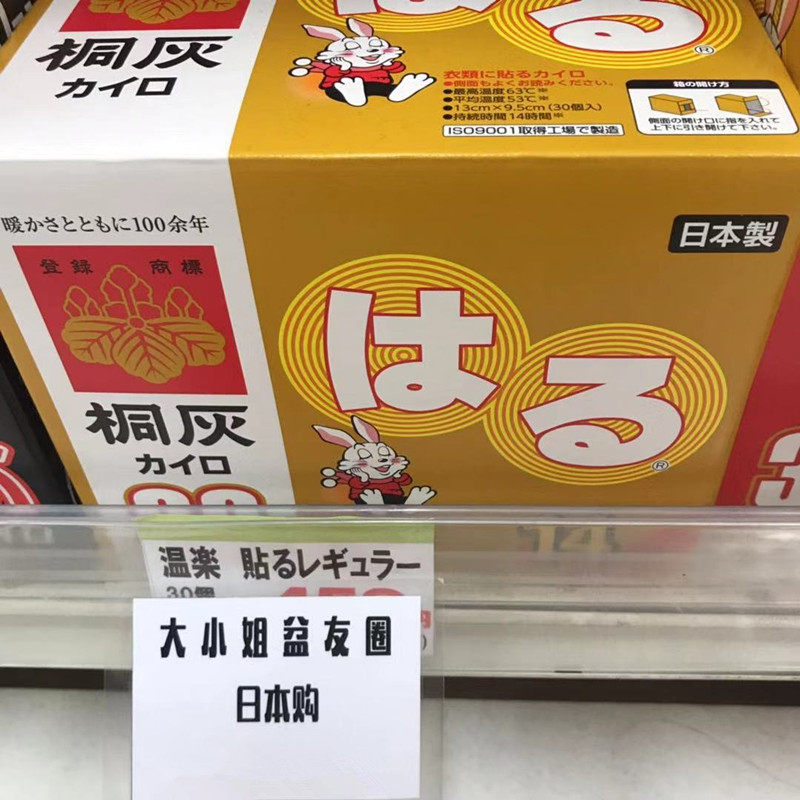 桐灰
カイロ
はる®
衣類に貼るカイロ
●側面もよくお読みください。
●最高温度63℃※
●平均温度53℃※
●13cm×9.5cm(30個入)
●持続時間14時間※
ISO9001取得工場で製造
箱の開け方
側面の開け口に指を入れて
上下に引き開けて下さい。
暖かさとともに100余年
登録 商標
桐灰
カイロ
日本製
はる®
温楽 貼るレギュラー
30個
大小姐盆友圈
日本购